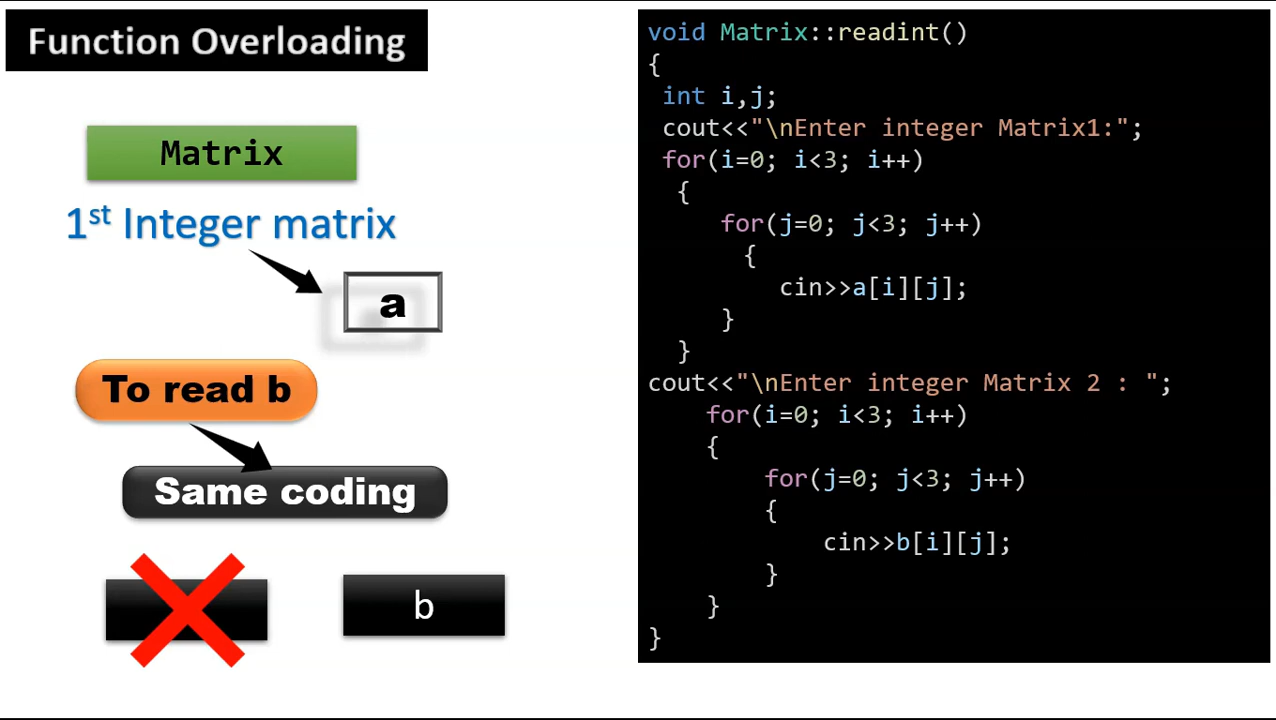 Function Overloading
Matrix
1st Integer matrix
a
To read b
Same coding
b
void Matrix::readint()
{
int i,j;
cout<<"\nEnter integer Matrix1:";
for(i=0; i<3; i++)
{
for(j=0; j<3; j++)
{
cin>>a[i][j];
}
}
cout<<"\nEnter integer Matrix 2 : ";
for(i=0; i<3; i++)
{
for(j=0; j<3; j++)
{
cin>>b[i][j];
}
}
}